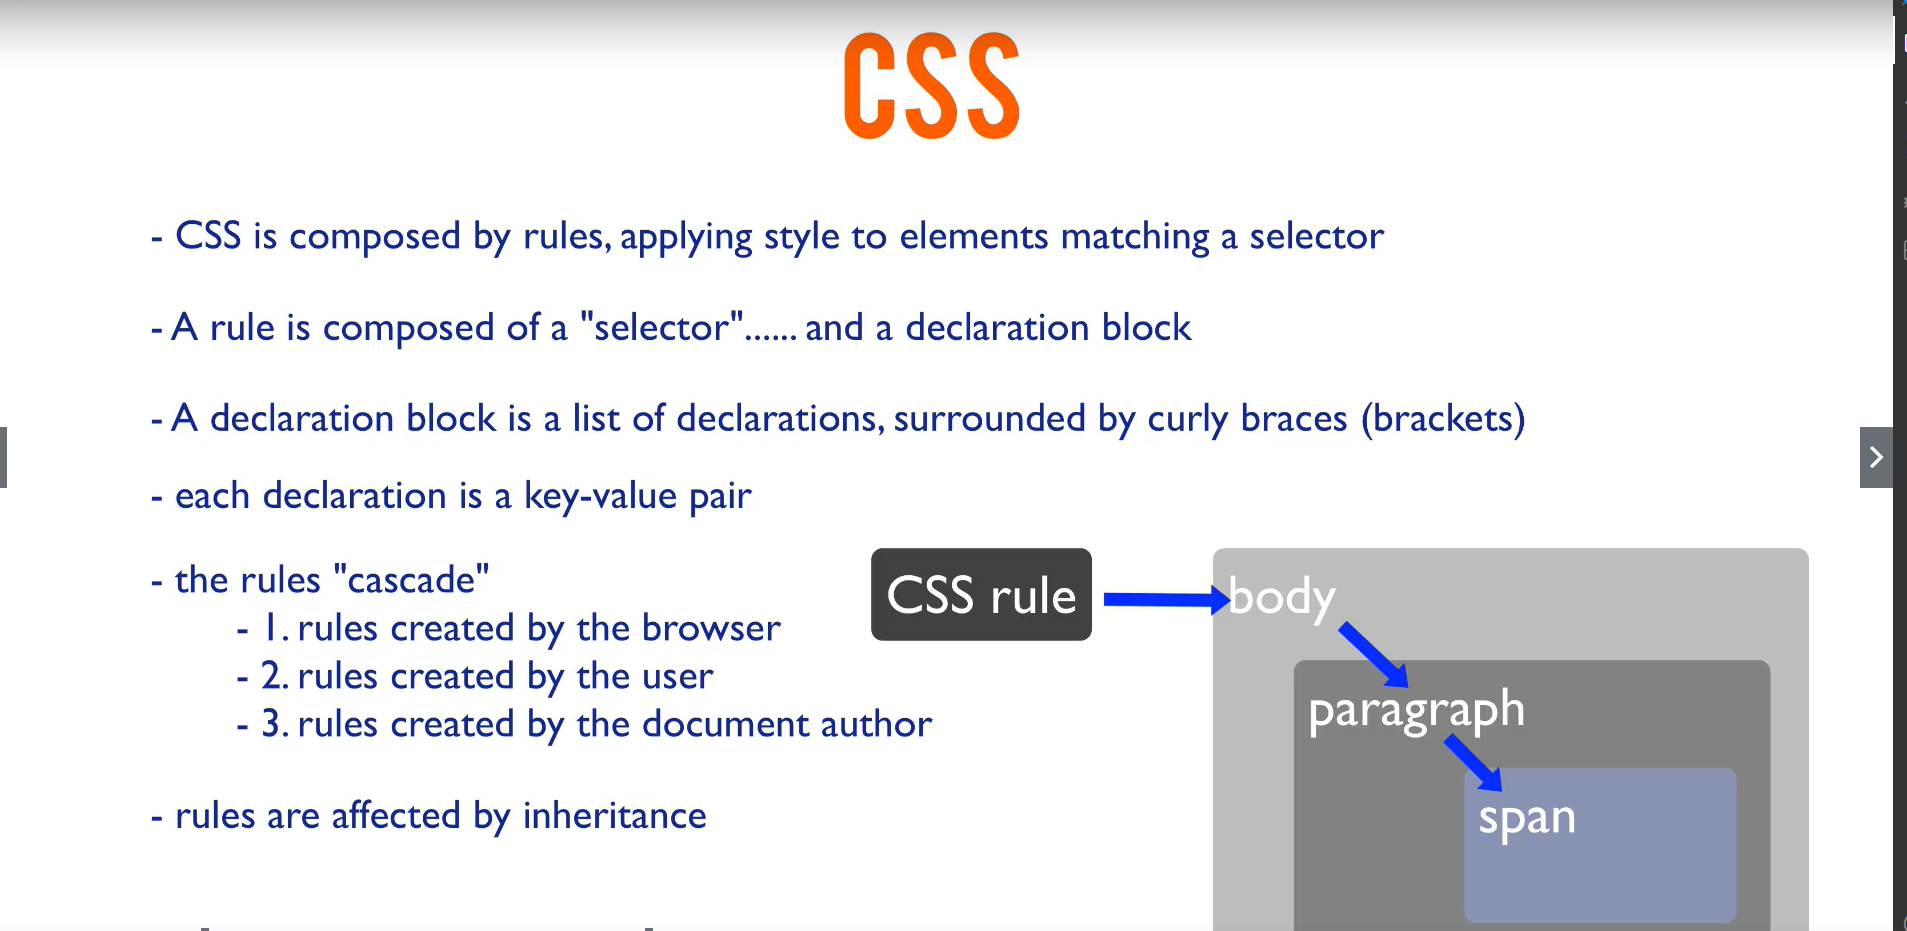 CSS
- CSS is composed by rules, applying style to elements matching a selector
- A rule is composed of a "selector"...... and a declaration block
- A declaration block is a list of declarations, surrounded by curly braces (brackets)
- each declaration is a key-value pair
- the rules "cascade"
- 1. rules created by the browser
- 2. rules created by the user
- 3. rules created by the document author
- rules are affected by inheritance
CSS rule
body
paragraph
span